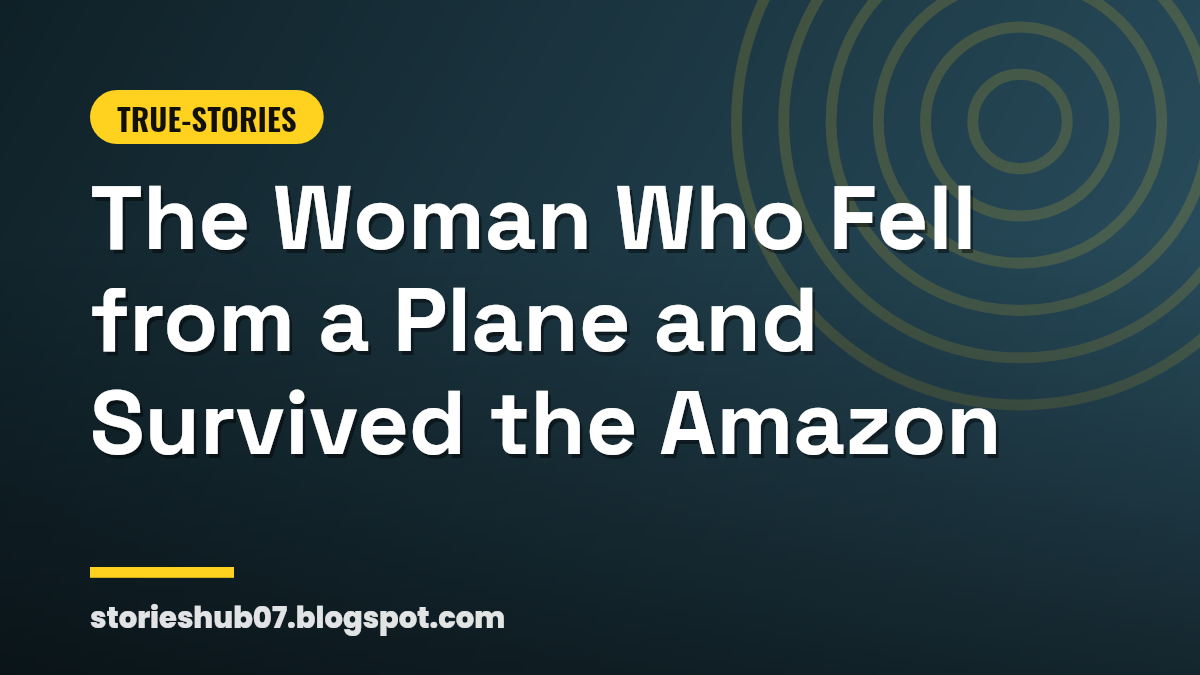 TRUE-STORIES
The Woman Who Fell
from a Plane and
Survived the Amazon
storieshub07.blogspot.com